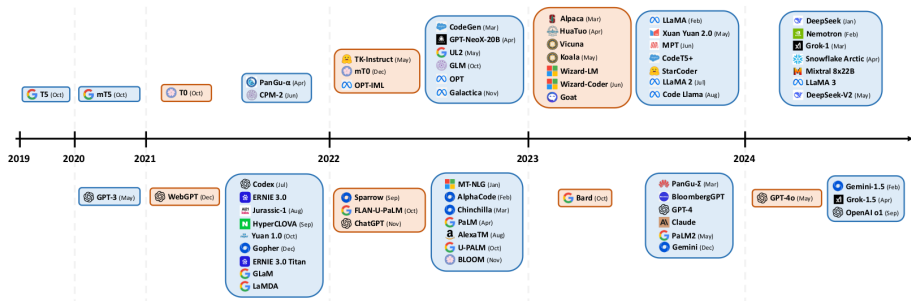 T5 (Oct)
mT5 (Oct)
T0 (Oct)
PanGu-α (Apr)
CPM-2 (Jun)
TK-Instruct (May)
mT0 (Dec)
OPT-IML
CodeGen (Mar)
GPT-NeoX-20B (Apr)
UL2 (May)
GLM (Oct)
OPT
Galactica (Nov)
Alpaca (Mar)
HuaTuo (Apr)
Vicuna
Koala (May)
Wizard-LM
Wizard-Coder (Jun)
Goat
LLaMA (Feb)
Xuan Yuan 2.0 (May)
MPT (Jun)
CodeT5+
StarCoder
LLaMA 2 (Jul)
Code Llama (Aug)
DeepSeek (Jan)
Nemotron (Feb)
Grok-1 (Mar)
Snowflake Arctic (Apr)
Mixtral 8x22B
LLaMA 3
DeepSeek-V2 (May)
2019
2020
2021
2022
2023
2024
GPT-3 (May)
WebGPT (Dec)
Codex (Jul)
ERNIE 3.0
Jurassic-1 (Aug)
HyperCLOVA (Sep)
Yuan 1.0 (Oct)
Gopher (Dec)
ERNIE 3.0 Titan
GLaM
LaMDA
Sparrow (Sep)
FLAN-U-PaLM (Oct)
ChatGPT (Nov)
MT-NLG (Jan)
AlphaCode (Feb)
Chinchilla (Mar)
PaLM (Apr)
AlexaTM (Aug)
U-PALM (Oct)
BLOOM (Nov)
Bard (Oct)
PanGu-Σ (Mar)
BloombergGPT
GPT-4
Claude
PaLM2 (May)
Gemini (Dec)
GPT-4o (May)
Gemini-1.5 (Feb)
Grok-1.5 (Apr)
OpenAI o1 (Sep)